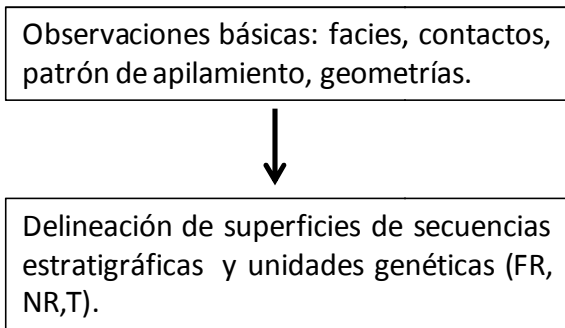 Observaciones básicas: facies, contactos,
patrón de apilamiento, geometrías.
Delineación de superficies de secuencias
estratigráficas y unidades genéticas (FR,
NR,T).